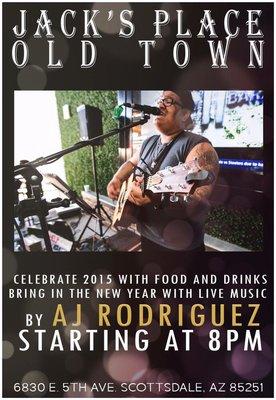 JACK'S PLACE
OLD TOWN
CELEBRATE 2015 WITH FOOD AND DRINKS
BRING IN THE NEW YEAR WITH LIVE MUSIC
BY AJ RODRIGUEZ
STARTING AT 8PM
6830 E. 5TH AVE. SCOTTSDALE, AZ 85251